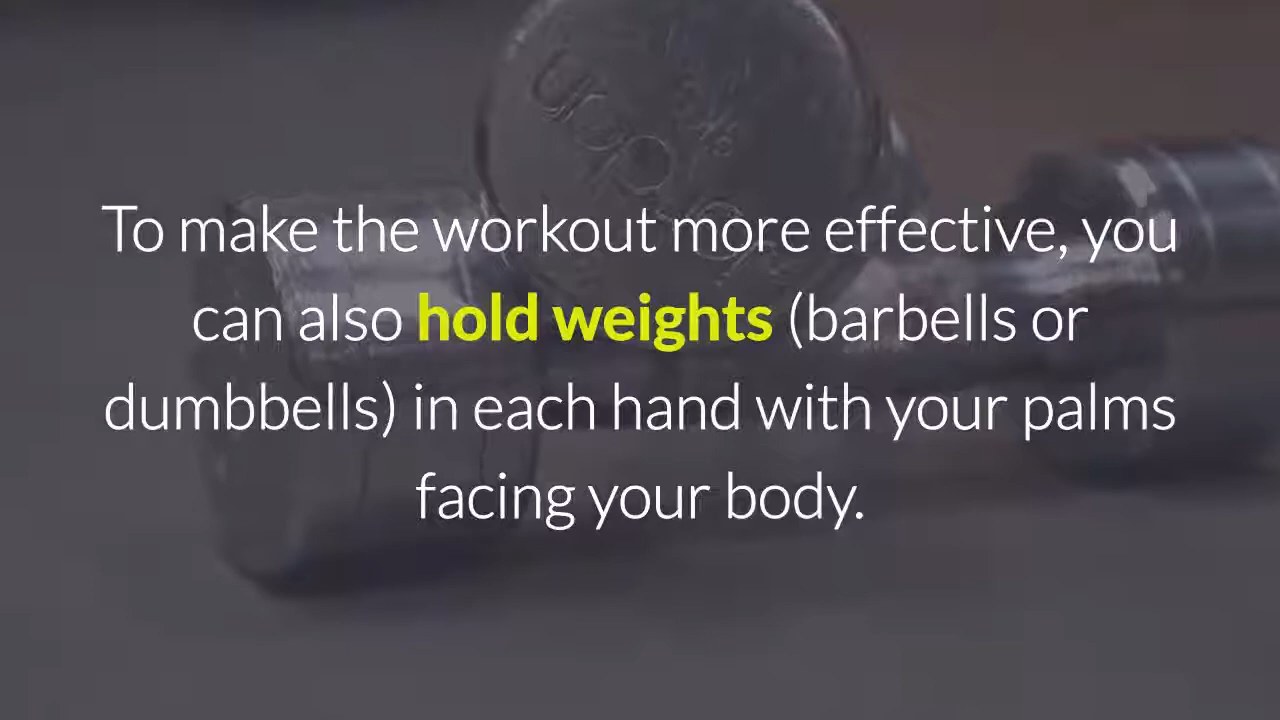 To make the workout more effective, you
can also hold weights (barbells or
dumbbells) in each hand with your palms
facing your body.